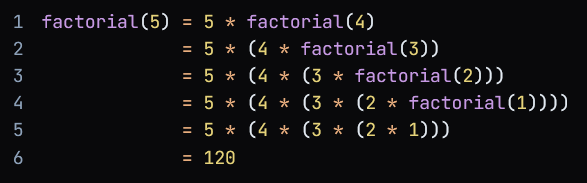 1 factorial(5) = 5 * factorial(4)
2              = 5 * (4 * factorial(3))
3              = 5 * (4 * (3 * factorial(2)))
4              = 5 * (4 * (3 * (2 * factorial(1))))
5              = 5 * (4 * (3 * (2 * 1)))
6              = 120